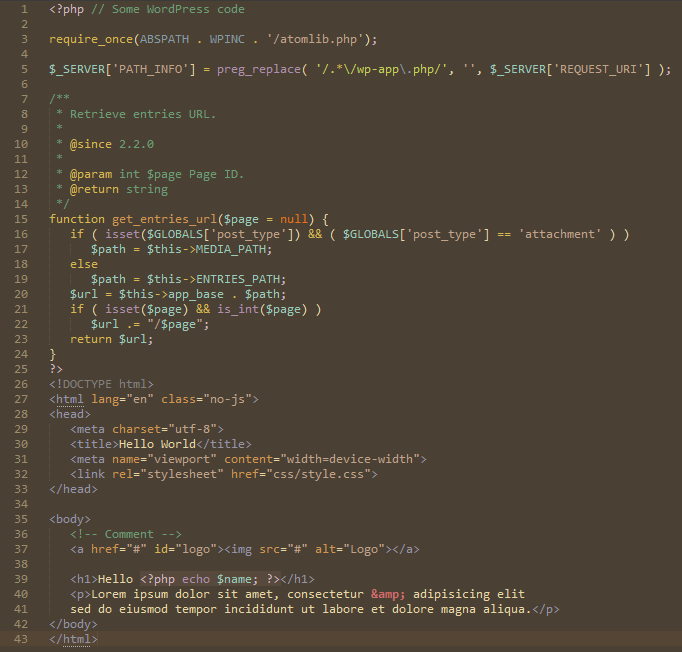 1 <?php // Some WordPress code
2
3 require_once(ABSPATH . WPINC . '/atomlib.php');
4
5 $_SERVER['PATH_INFO'] = preg_replace( '/.*\/wp-app\.php/', '', $_SERVER['REQUEST_URI'] );
6
7 /**
8  * Retrieve entries URL.
9  *
10  * @since 2.2.0
11  *
12  * @param int $page Page ID.
13  * @return string
14  */
15 function get_entries_url($page = null) {
16    if ( isset($GLOBALS['post_type']) && ( $GLOBALS['post_type'] == 'attachment' ) )
17       $path = $this->MEDIA_PATH;
18    else
19       $path = $this->ENTRIES_PATH;
20    $url = $this->app_base . $path;
21    if ( isset($page) && is_int($page) )
22       $url .= "/$page";
23    return $url;
24 }
25 ?>
26 <!DOCTYPE html>
27 <html lang="en" class="no-js">
28 <head>
29    <meta charset="utf-8">
30    <title>Hello World</title>
31    <meta name="viewport" content="width=device-width">
32    <link rel="stylesheet" href="css/style.css">
33 </head>
34
35 <body>
36    <!-- Comment -->
37    <a href="#" id="logo"><img src="#" alt="Logo"></a>
38
39    <h1>Hello <?php echo $name; ?></h1>
40    <p>Lorem ipsum dolor sit amet, consectetur &amp; adipisicing elit
41    sed do eiusmod tempor incididunt ut labore et dolore magna aliqua.</p>
42 </body>
43 </html>